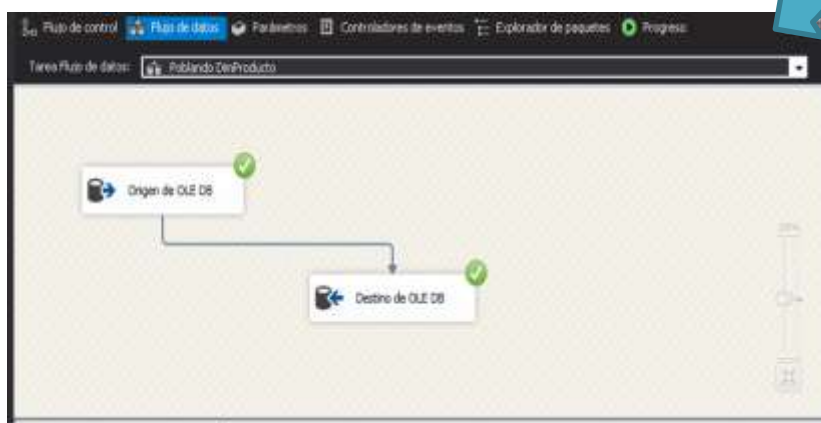 Flujo de control Flujo de datos Parámetros Controladores de eventos Explorador de paquetes Progreso
Tarea Flujo de datos: Poblando DimProducto
Origen de OLE DB
Destino de OLE DB